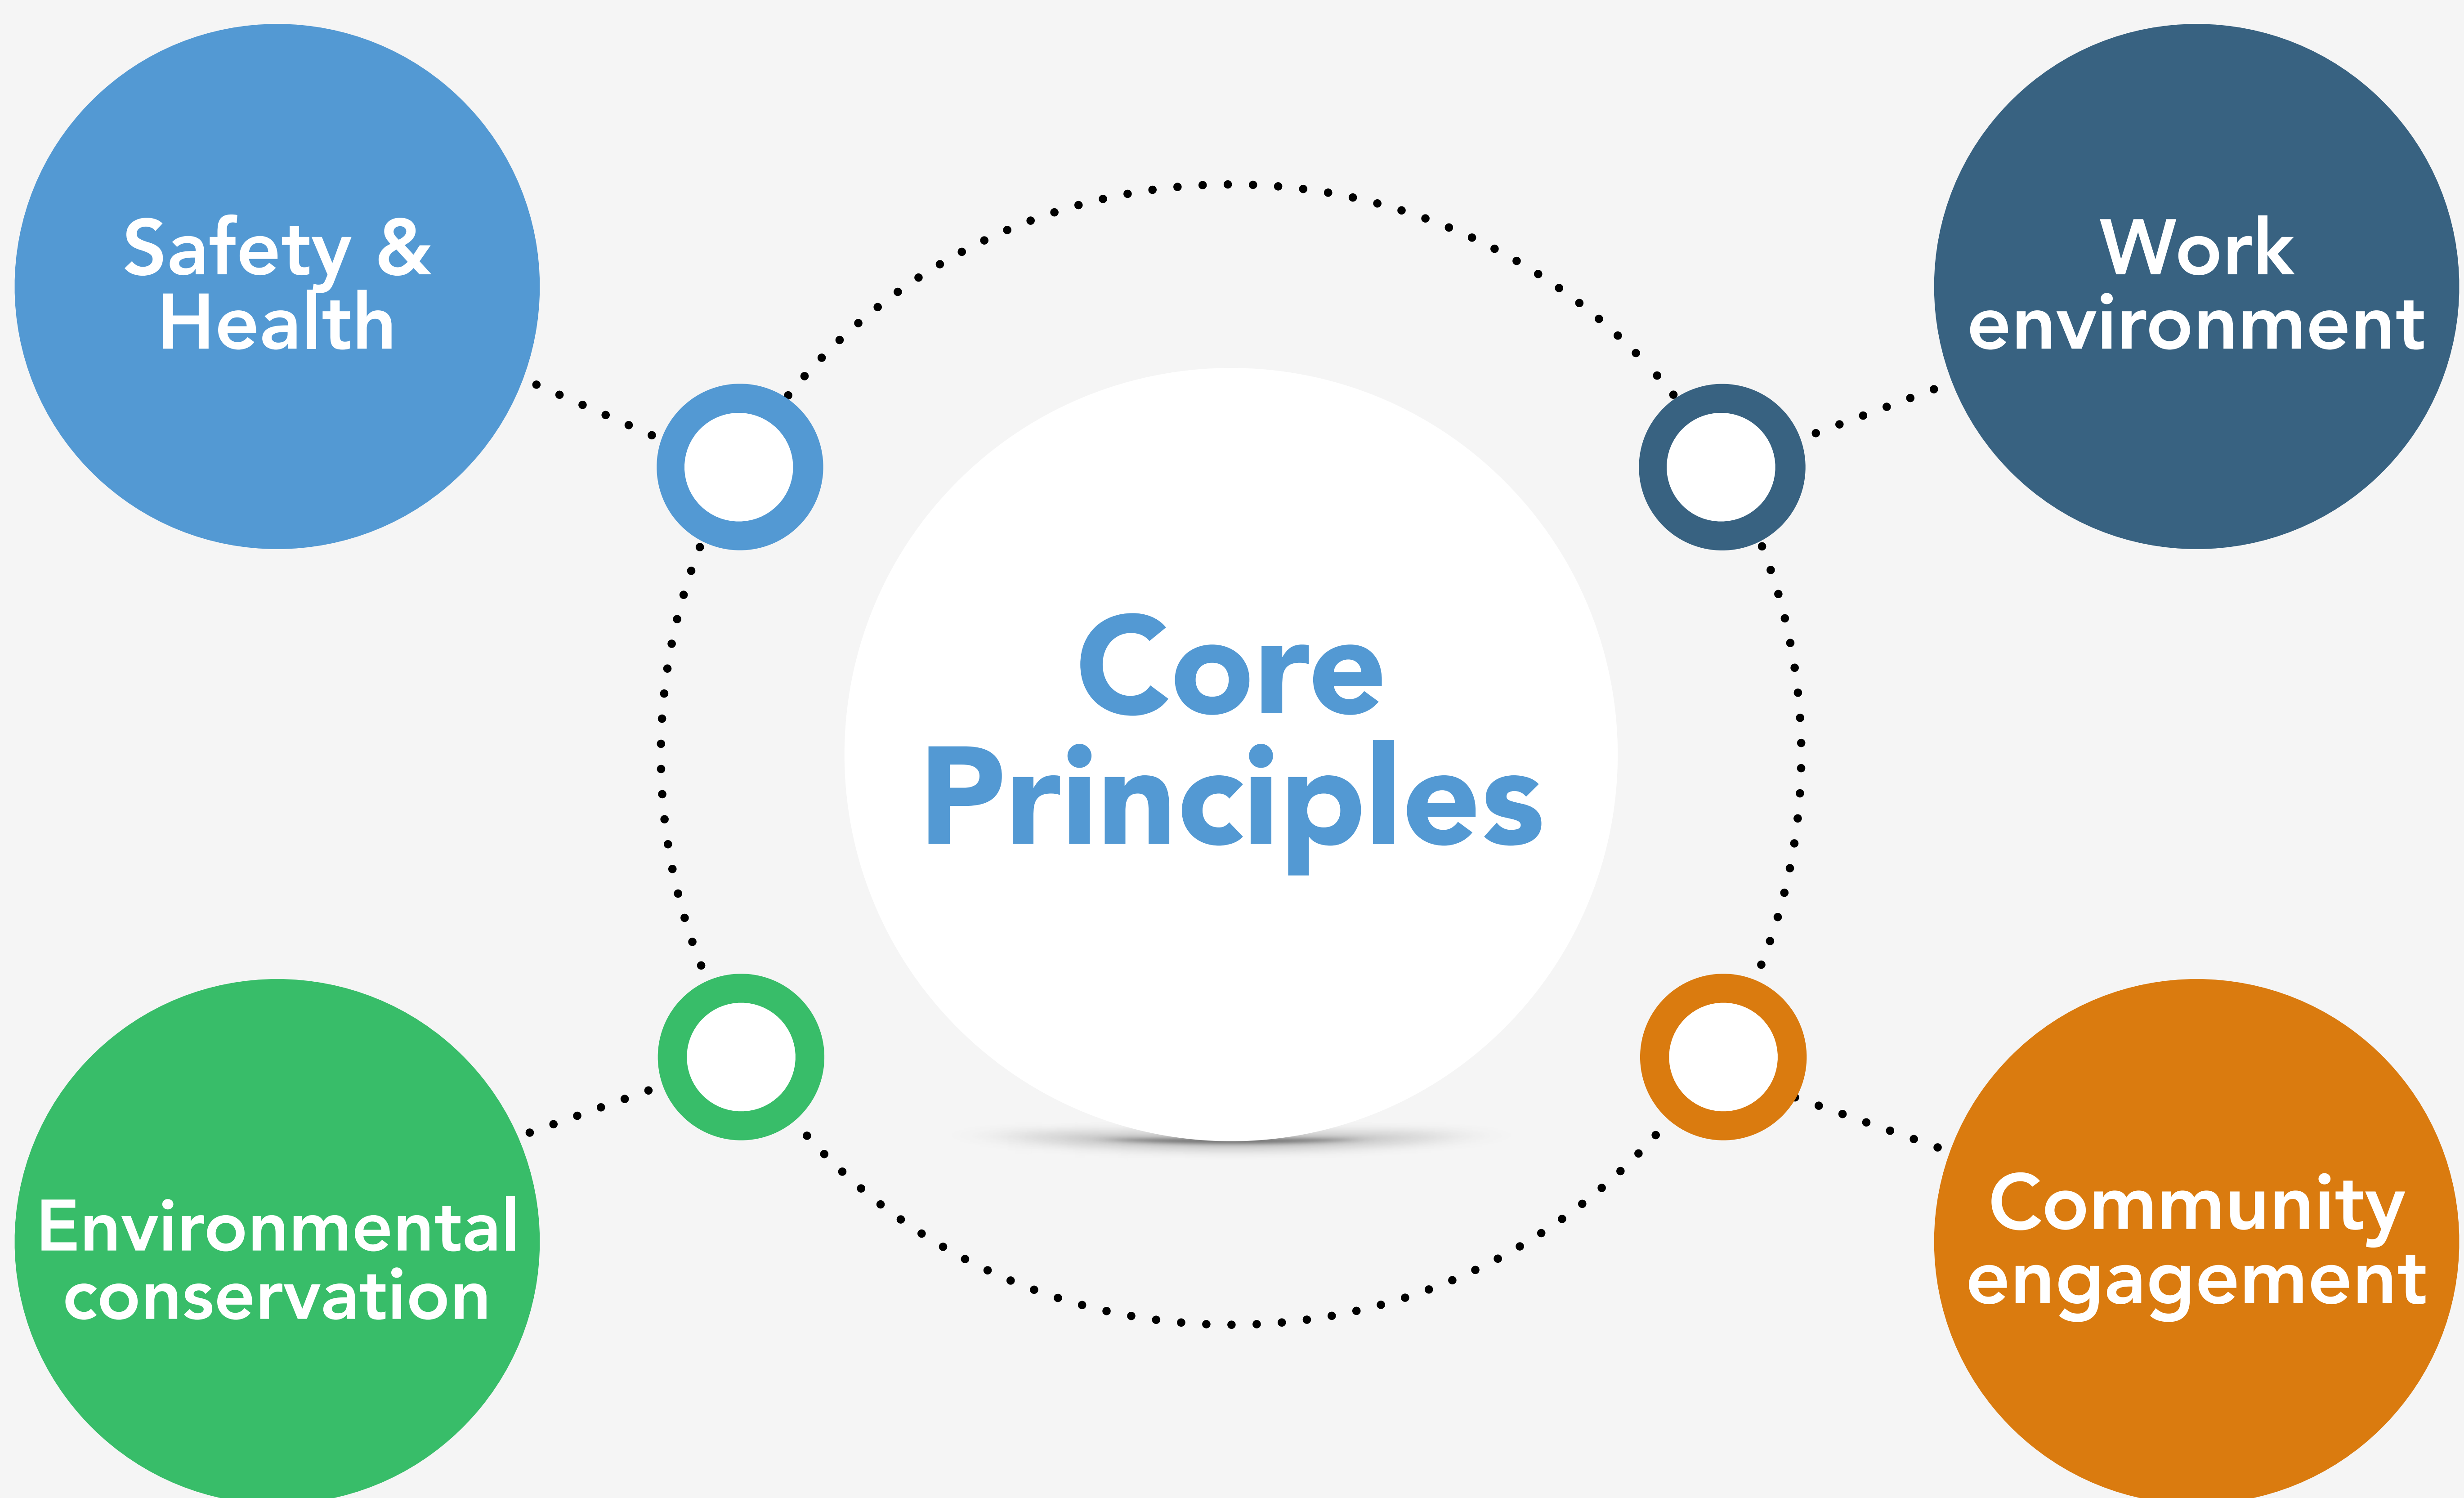 Safety &
Health
Work
environment
Core
Principles
Environmental
conservation
Community
engagement